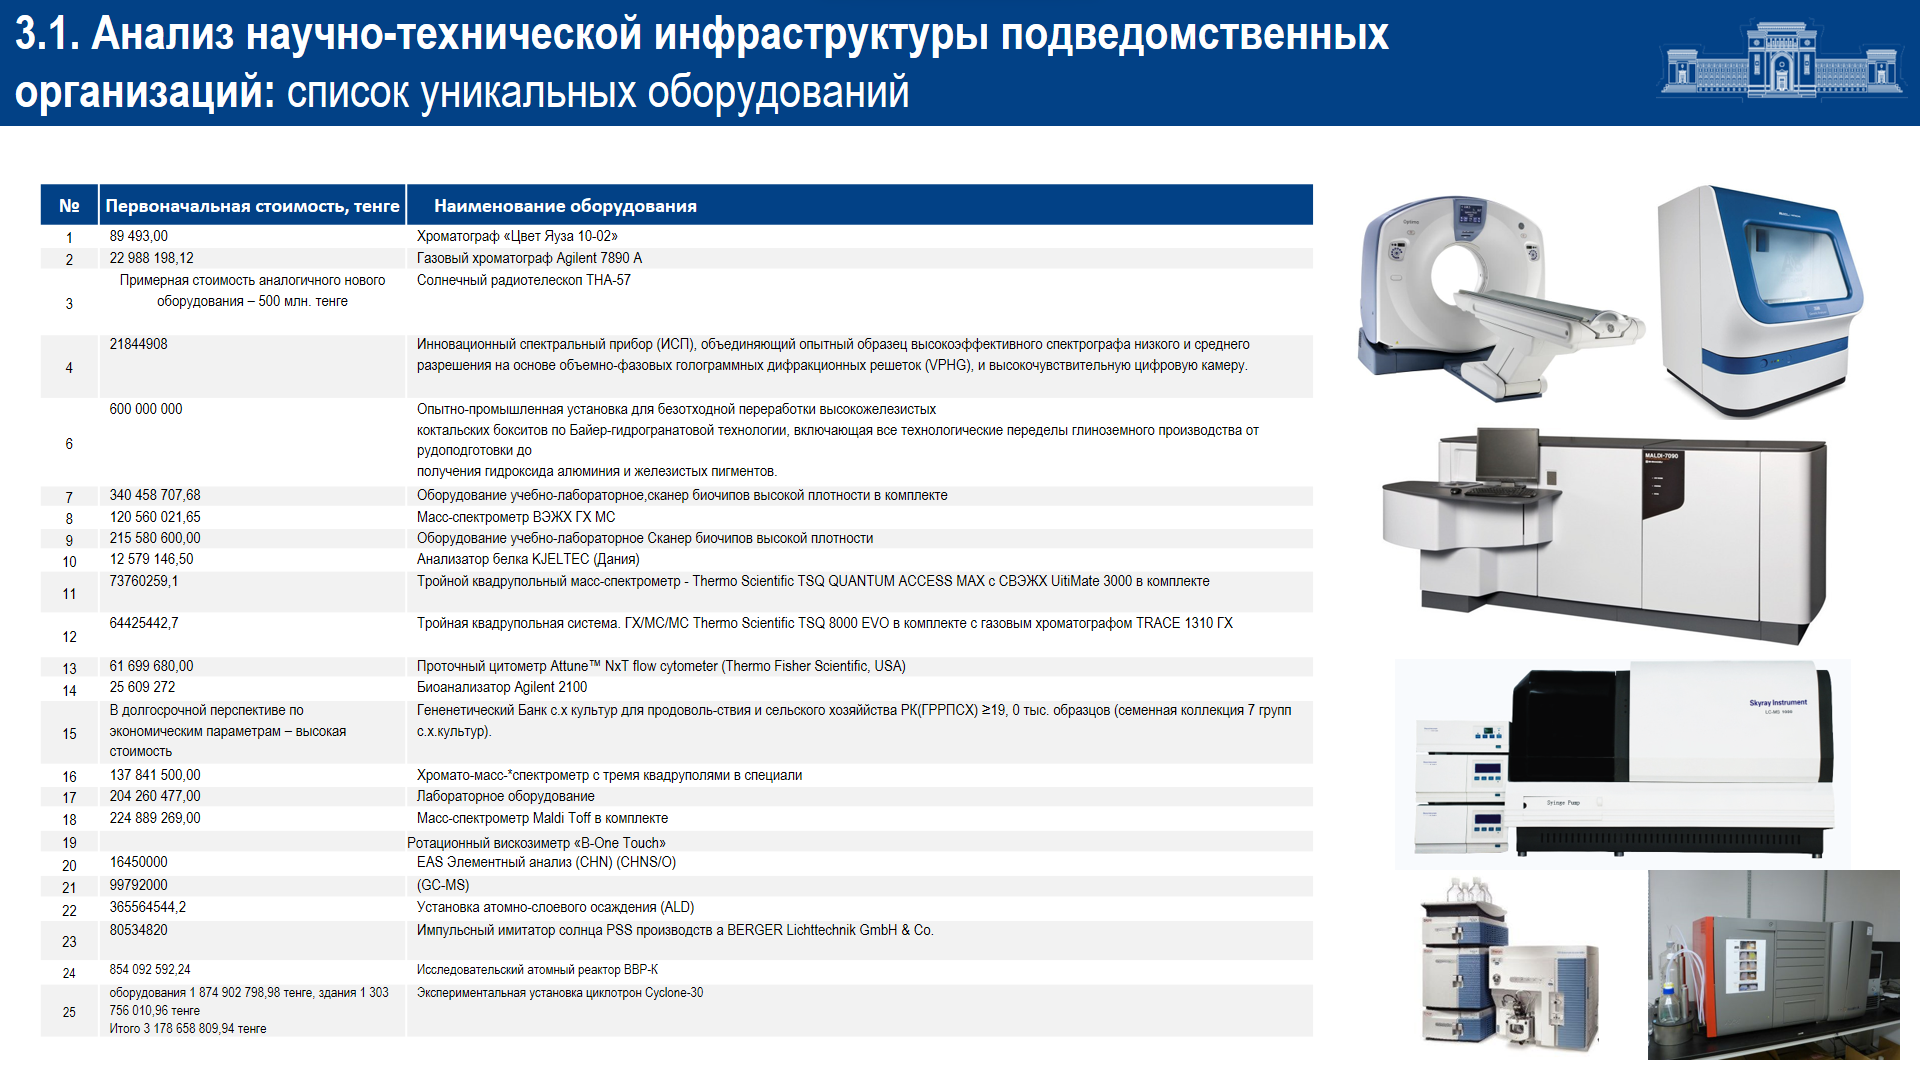 3.1. Анализ научно-технической инфраструктуры подведомственных
организаций: список уникальных оборудований
№ Первоначальная стоимость, тенге Наименование оборудования
1 89 493,00 Хроматограф «Цвет Яуза 10-02»
2 22 988 198,12 Газовый хроматограф Agilent 7890 A
3 Примерная стоимость аналогичного нового Солнечный радиотелескоп ТНА-57
оборудования – 500 млн. тенге
4 21844908 Инновационный спектральный прибор (ИСП), объединяющий опытный образец высокоэффективного спектрографа низкого и среднего
разрешения на основе объемно-фазовых голограммных дифракционных решеток (VPHG), и высокочувствительную цифровую камеру.
6 600 000 000 Опытно-промышленная установка для безотходной переработки высокожелезистых
коктальских бокситов по Байер-гидрогранатовой технологии, включающая все технологические переделы глиноземного производства от
рудоподготовки до
получения гидроксида алюминия и железистых пигментов.
7 340 458 707,68 Оборудование учебно-лабораторное,сканер биочипов высокой плотности в комплекте
8 120 560 021,65 Масс-спектрометр ВЭЖХ ГХ МС
9 215 580 600,00 Оборудование учебно-лабораторное Сканер биочипов высокой плотности
10 12 579 146,50 Анализатор белка KJELTEC (Дания)
11 73760259,1 Тройной квадрупольный масс-спектрометр - Thermo Scientific TSQ QUANTUM ACCESS MAX с СВЭЖХ UitiMate 3000 в комплекте
12 64425442,7 Тройная квадрупольная система. ГХ/МС/МС Thermo Scientific TSQ 8000 EVO в комплекте с газовым хроматографом TRACE 1310 ГХ
13 61 699 680,00 Проточный цитометр Attune™ NxT flow cytometer (Thermo Fisher Scientific, USA)
14 25 609 272 Биоанализатор Agilent 2100
15 В долгосрочной перспективе по Гененетический Банк с.х культур для продоволь-ствия и сельского хозяййства РК(ГРРПСХ) ≥19, 0 тыс. образцов (семенная коллекция 7 групп
экономическим параметрам – высокая с.х.культур).
стоимость
16 137 841 500,00 Хромато-масс-*спектрометр с тремя квадруполями в специали
17 204 260 477,00 Лабораторное оборудование
18 224 889 269,00 Масс-спектрометр Maldi Toff в комплекте
19 Ротационный вискозиметр «B-One Touch»
20 16450000 EAS Элементный анализ (CHN) (CHNS/O)
21 99792000 (GC-MS)
22 365564544,2 Установка атомно-слоевого осаждения (ALD)
23 80534820 Импульсный имитатор солнца PSS производств а BERGER Lichttechnik GmbH & Co.
24 854 092 592,24 Исследовательский атомный реактор ВВР-К
25 оборудования 1 874 902 798,98 тенге, здания 1 303 Экспериментальная установка циклотрон Cyclone-30
756 010,96 тенге
Итого 3 178 658 809,94 тенге
Optima
MALDI-7090
Skyray Instrument
LC-MS 1000
Syringe Pump